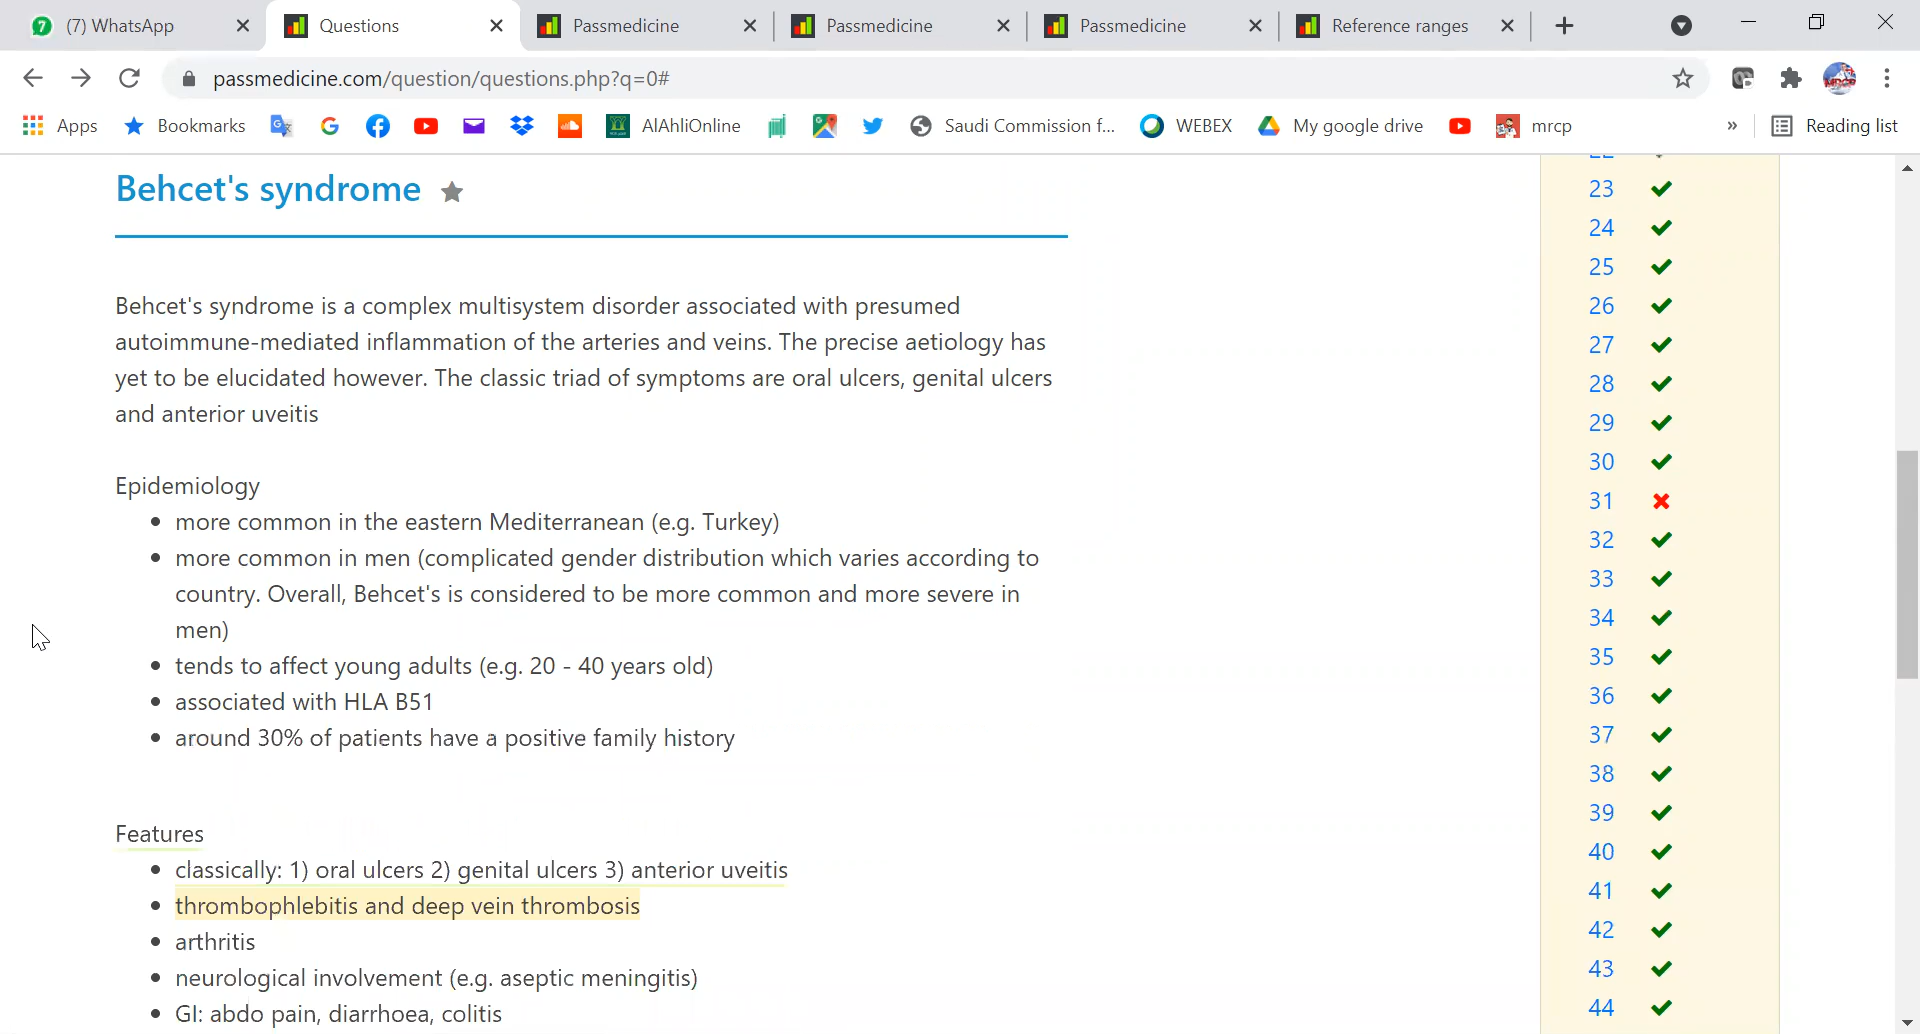 7 (7) WhatsApp
Questions
Passmedicine
Passmedicine
Passmedicine
Reference ranges
passmedicine.com/question/questions.php?q=0#
Apps
Bookmarks
AlAhliOnline
Saudi Commission f...
WEBEX
My google drive
mrcp
»
Reading list
Behcet's syndrome
Behcet's syndrome is a complex multisystem disorder associated with presumed
autoimmune-mediated inflammation of the arteries and veins. The precise aetiology has
yet to be elucidated however. The classic triad of symptoms are oral ulcers, genital ulcers
and anterior uveitis
Epidemiology
• more common in the eastern Mediterranean (e.g. Turkey)
• more common in men (complicated gender distribution which varies according to
country. Overall, Behcet's is considered to be more common and more severe in
men)
• tends to affect young adults (e.g. 20 - 40 years old)
• associated with HLA B51
• around 30% of patients have a positive family history
Features
• classically: 1) oral ulcers 2) genital ulcers 3) anterior uveitis
• thrombophlebitis and deep vein thrombosis
• arthritis
• neurological involvement (e.g. aseptic meningitis)
• GI: abdo pain, diarrhoea, colitis
23
24
25
26
27
28
29
30
31
32
33
34
35
36
37
38
39
40
41
42
43
44